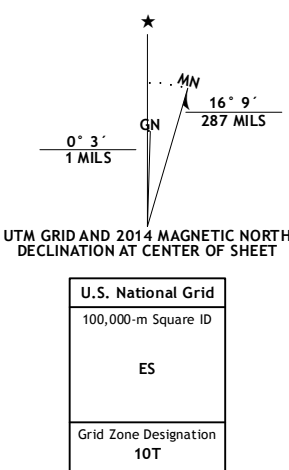 ★
MN
16° 9´
287 MILS
GN
0° 3´
1 MILS
UTM GRID AND 2014 MAGNETIC NORTH
DECLINATION AT CENTER OF SHEET
U.S. National Grid
100,000-m Square ID
ES
Grid Zone Designation
10T